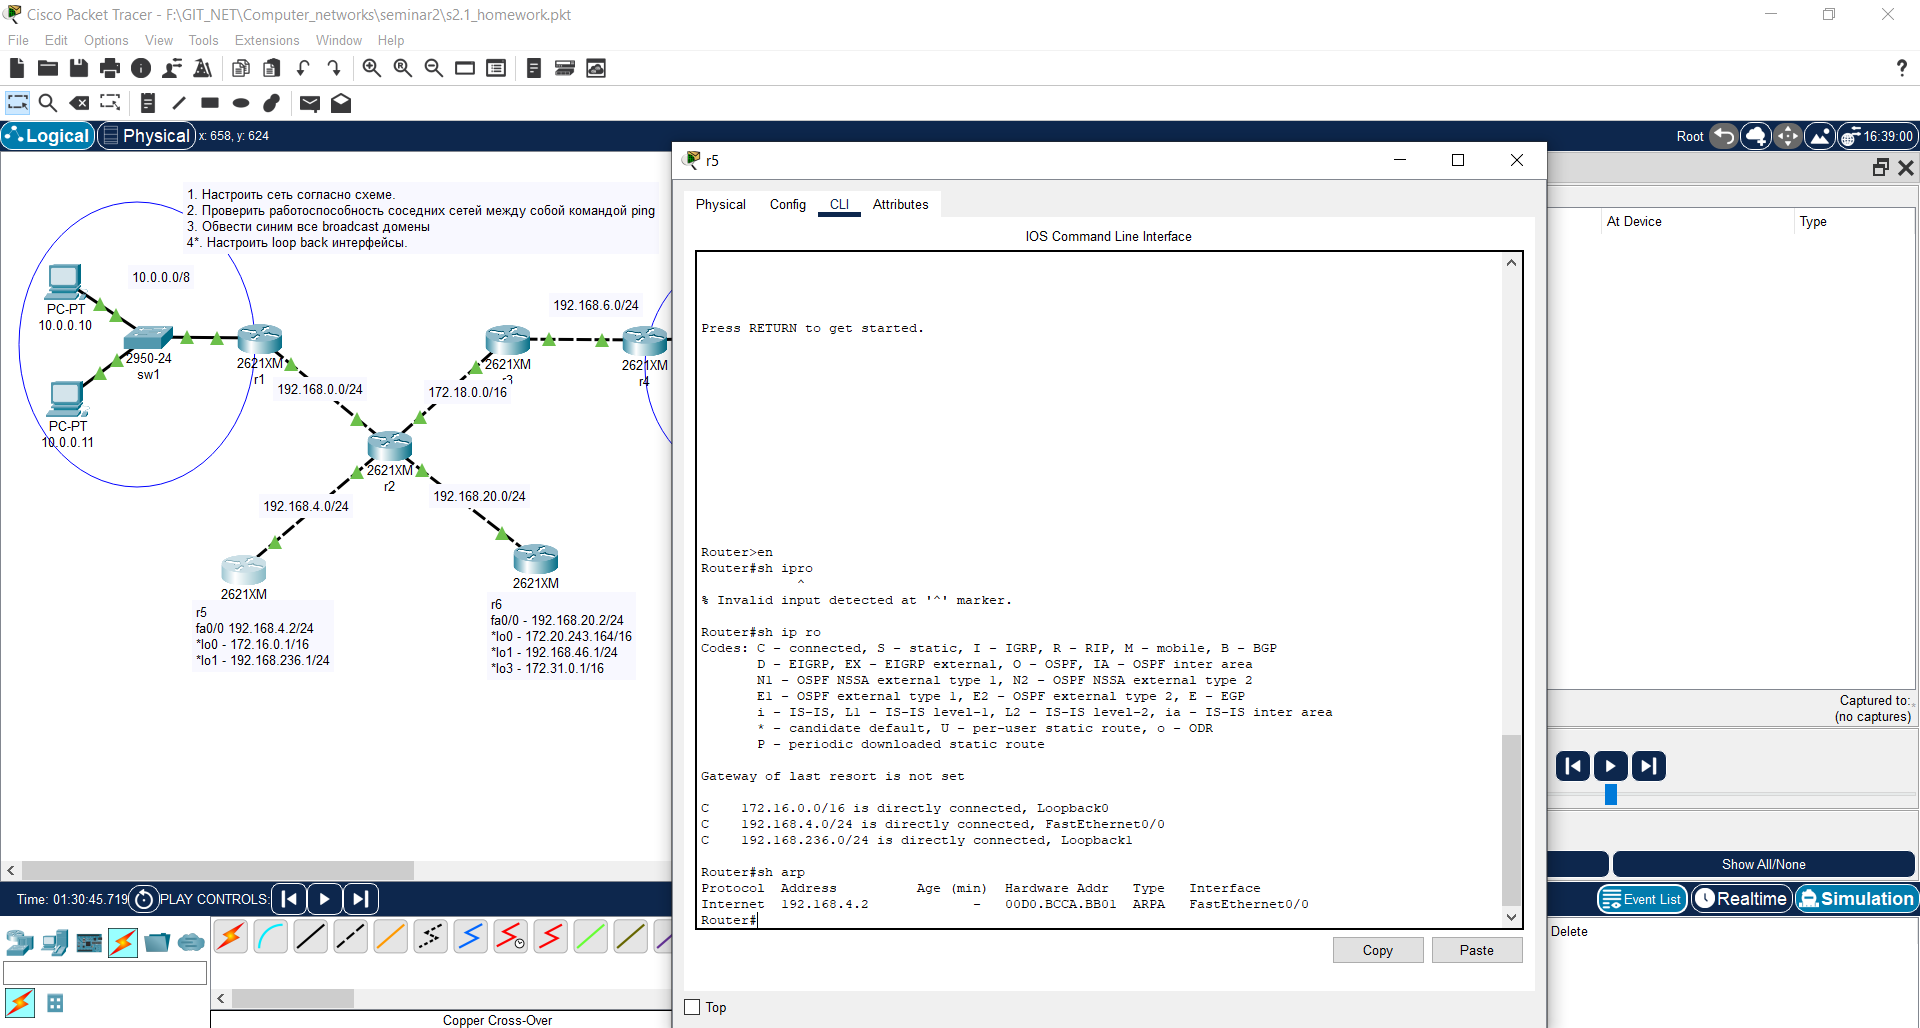 Cisco Packet Tracer - F:\GIT_NET\Computer_networks\seminar2\s2.1_homework.pkt
File Edit Options View Tools Extensions Window Help
?
Logical Physical x: 658, y: 624 Root 16:39:00
1. Настроить сеть согласно схеме.
2. Проверить работоспособность соседних сетей между собой командой ping
3. Обвести синим все broadcast домены
4*. Настроить loop back интерфейсы.
10.0.0.0/8
PC-PT
10.0.0.10
2950-24
sw1
PC-PT
10.0.0.11
2621XM
r1
192.168.0.0/24
192.168.6.0/24
2621XM
r3
2621XM
r4
172.18.0.0/16
2621XM
r2
192.168.4.0/24
192.168.20.0/24
2621XM
r5
fa0/0 192.168.4.2/24
*lo0 - 172.16.0.1/16
*lo1 - 192.168.236.1/24
2621XM
r6
fa0/0 - 192.168.20.2/24
*lo0 - 172.20.243.164/16
*lo1 - 192.168.46.1/24
*lo3 - 172.31.0.1/16
r5
Physical Config CLI Attributes
IOS Command Line Interface
Press RETURN to get started.
Router>en
Router#sh ipro
^
% Invalid input detected at '^' marker.
Router#sh ip ro
Codes: C - connected, S - static, I - IGRP, R - RIP, M - mobile, B - BGP
D - EIGRP, EX - EIGRP external, O - OSPF, IA - OSPF inter area
N1 - OSPF NSSA external type 1, N2 - OSPF NSSA external type 2
E1 - OSPF external type 1, E2 - OSPF external type 2, E - EGP
i - IS-IS, L1 - IS-IS level-1, L2 - IS-IS level-2, ia - IS-IS inter area
* - candidate default, U - per-user static route, o - ODR
P - periodic downloaded static route
Gateway of last resort is not set
C 172.16.0.0/16 is directly connected, Loopback0
C 192.168.4.0/24 is directly connected, FastEthernet0/0
C 192.168.236.0/24 is directly connected, Loopback1
Router#sh arp
Protocol Address Age (min) Hardware Addr Type Interface
Internet 192.168.4.2 - 00D0.BCCA.BB01 ARPA FastEthernet0/0
Router#
Copy Paste
Top
At Device Type
Captured to:
(no captures)
Show All/None
Event List Realtime Simulation
Delete
Time: 01:30:45.719 PLAY CONTROLS:
Copper Cross-Over